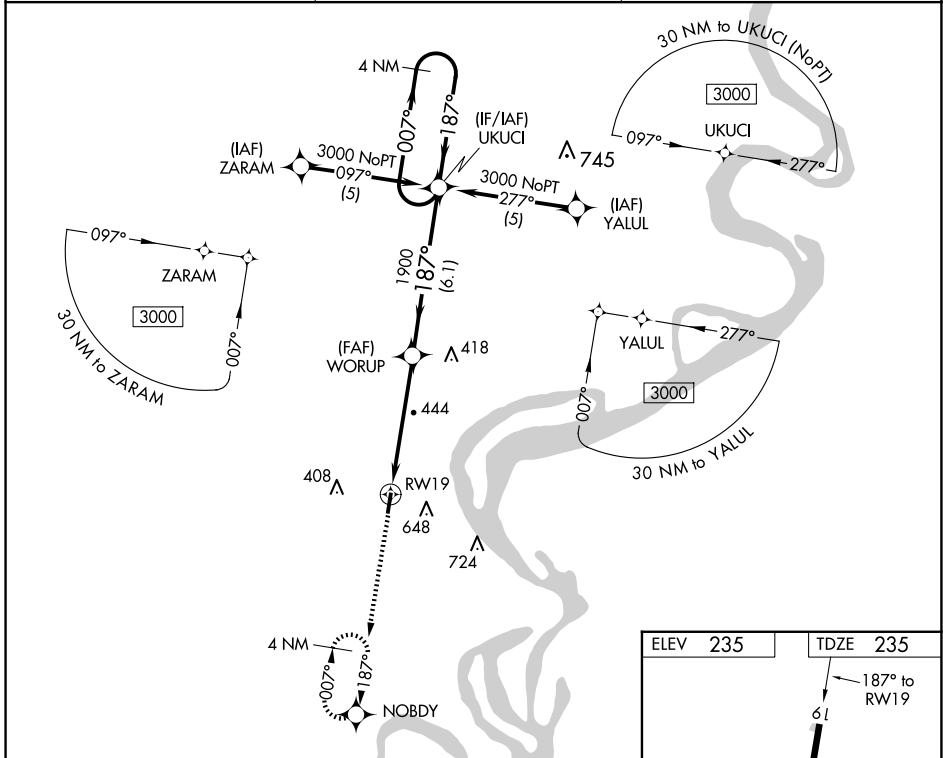 30 NM to UKUCI (NoPT)
3000
097°
UKUCI
277°
4 NM
007°
187°
(IF/IAF)
UKUCI
745
(IAF)
ZARAM
3000 NoPT
097°
(5)
3000 NoPT
277°
(5)
(IAF)
YALUL
097°
ZARAM
3000
007°
30 NM to ZARAM
1900
187°
(6.1)
YALUL
277°
3000
007°
30 NM to YALUL
(FAF)
WORUP
418
444
408
RW19
648
724
4 NM
007°
187°
NOBDY
ELEV 235
TDZE 235
187° to
RW19
19